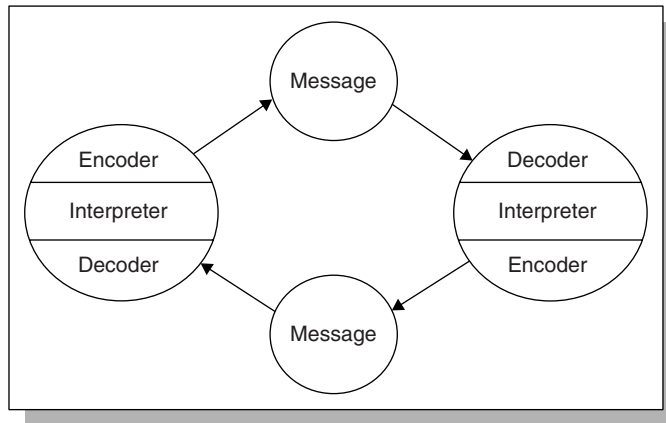 Message
Encoder
Interpreter
Decoder
Decoder
Interpreter
Encoder
Message